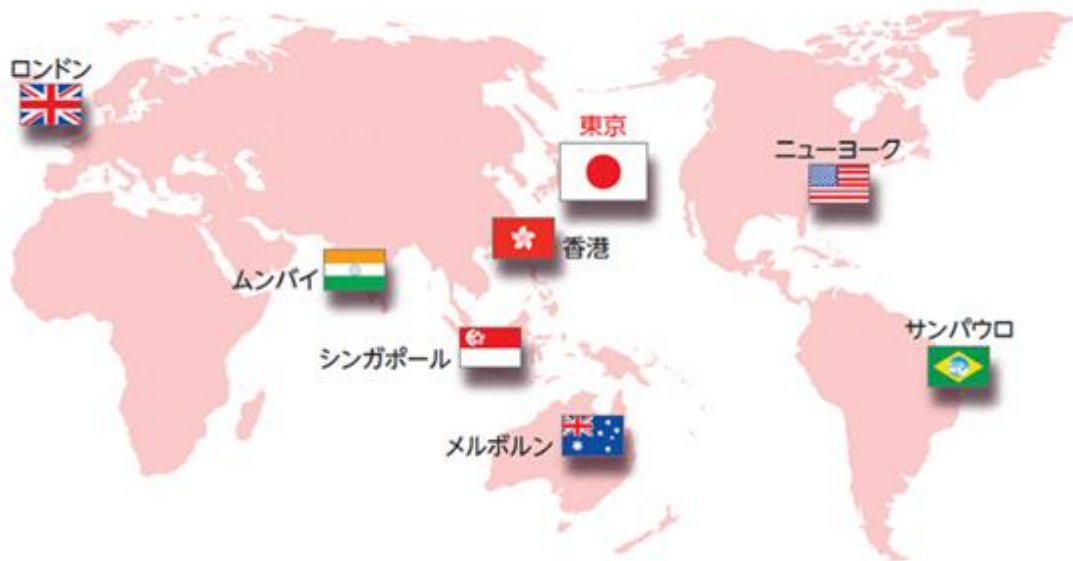 ロンドン
東京
ニューヨーク
香港
ムンバイ
サンパウロ
シンガポール
メルボルン